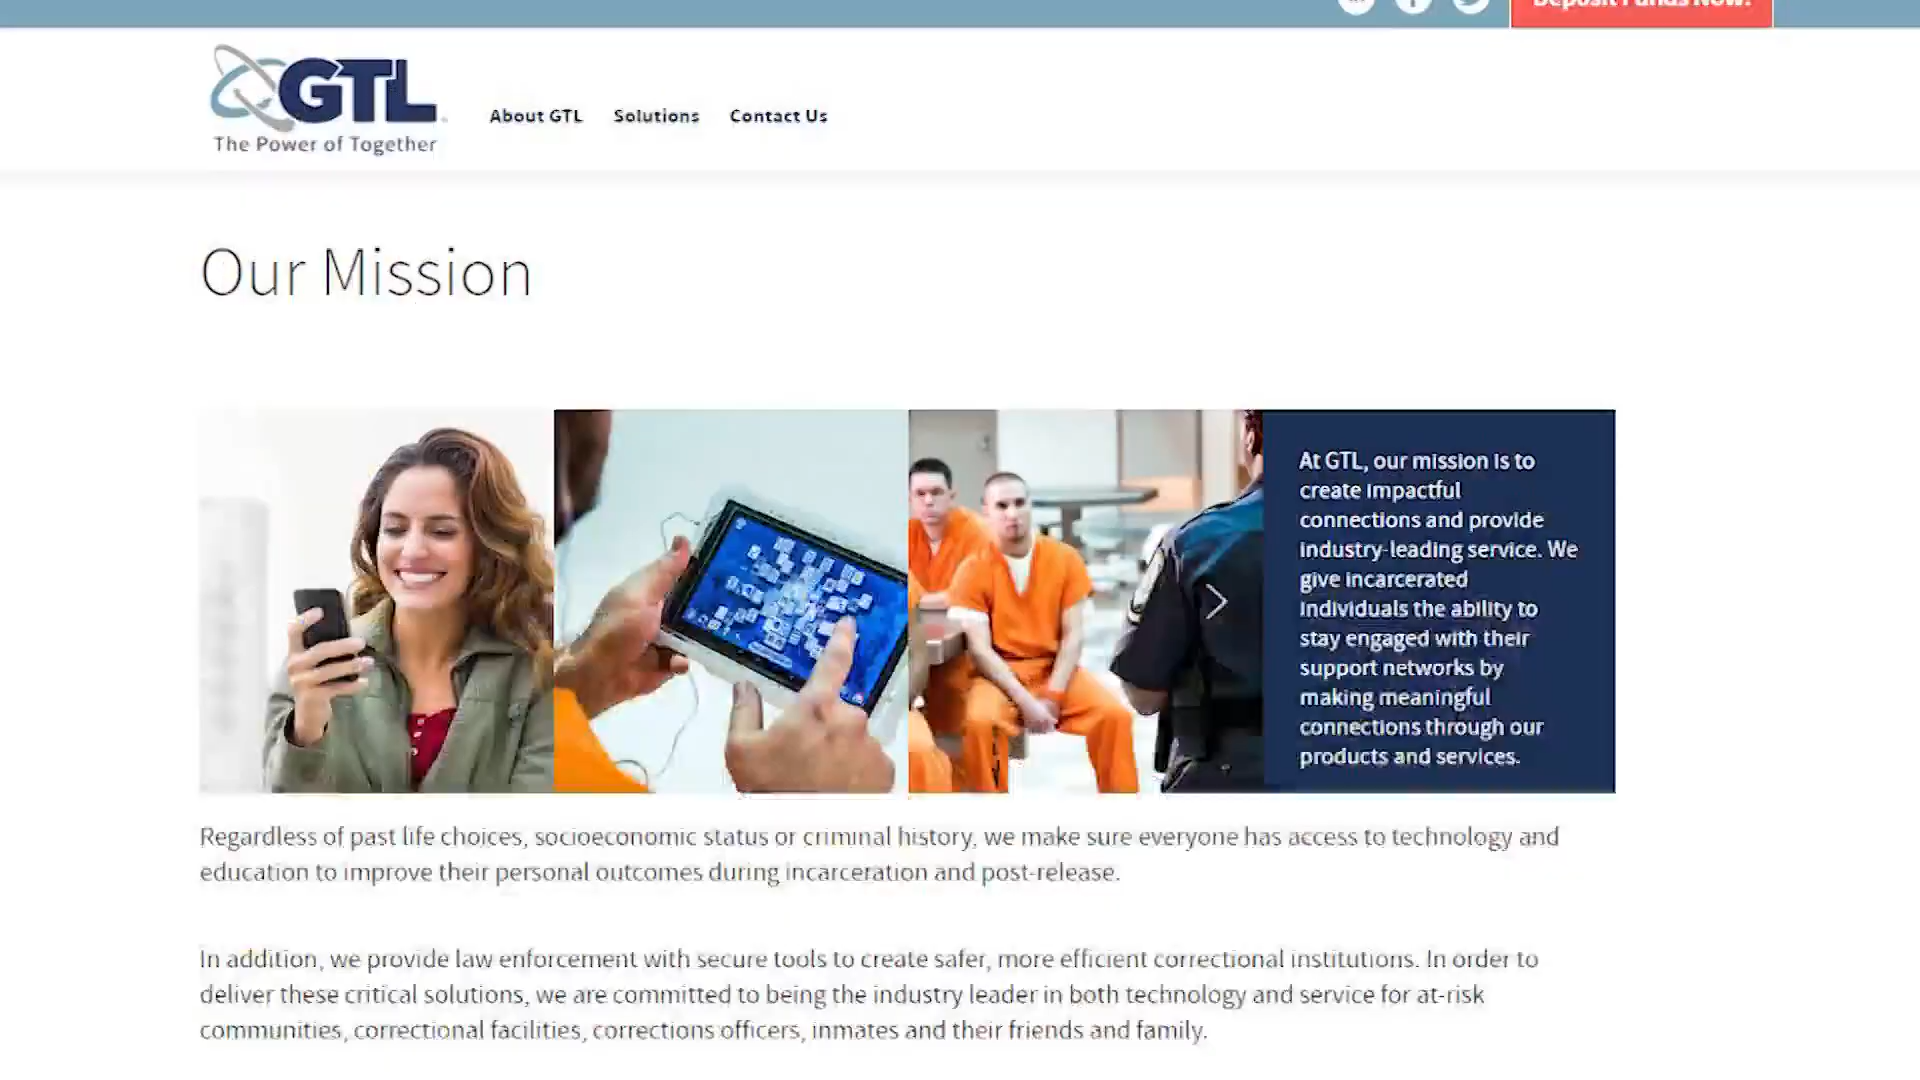 Deposit Funds Now!
GTL
The Power of Together
About GTL
Solutions
Contact Us
Our Mission
At GTL, our mission is to
create impactful
connections and provide
industry-leading service. We
give incarcerated
individuals the ability to
stay engaged with their
support networks by
making meaningful
connections through our
products and services.
Regardless of past life choices, socioeconomic status or criminal history, we make sure everyone has access to technology and
education to improve their personal outcomes during incarceration and post-release.
In addition, we provide law enforcement with secure tools to create safer, more efficient correctional institutions. In order to
deliver these critical solutions, we are committed to being the industry leader in both technology and service for at-risk
communities, correctional facilities, corrections officers, inmates and their friends and family.